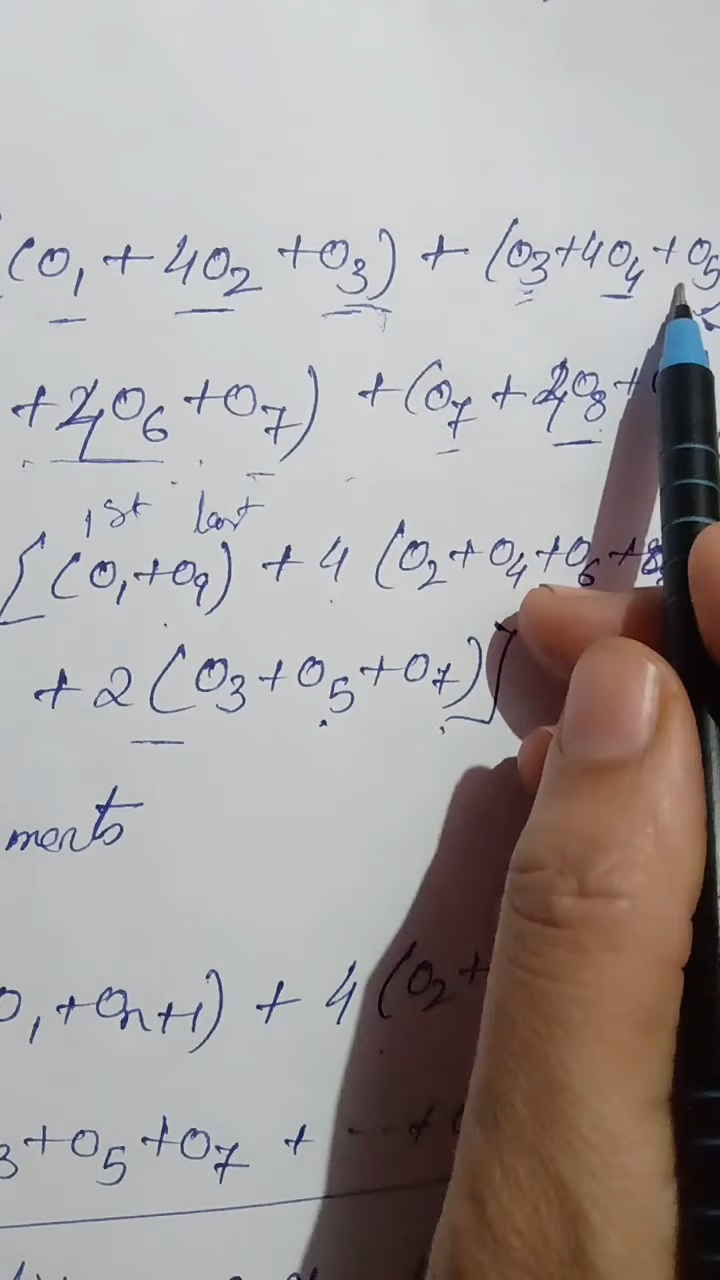 (O₁ + 4O₂ + O₃) + (O₃ + 4O₄ + O₅
+ 4O₆ + O₇) + (O₇ + 4O₈ +
1st last
[(O₁ + O₉) + 4 (O₂ + O₄ + O₆ + 8
+ 2 (O₃ + O₅ + O₇)]
ments
O₁ + Oₙ₊₁) + 4 (O₂ +
₃ + O₅ + O₇ + --- +